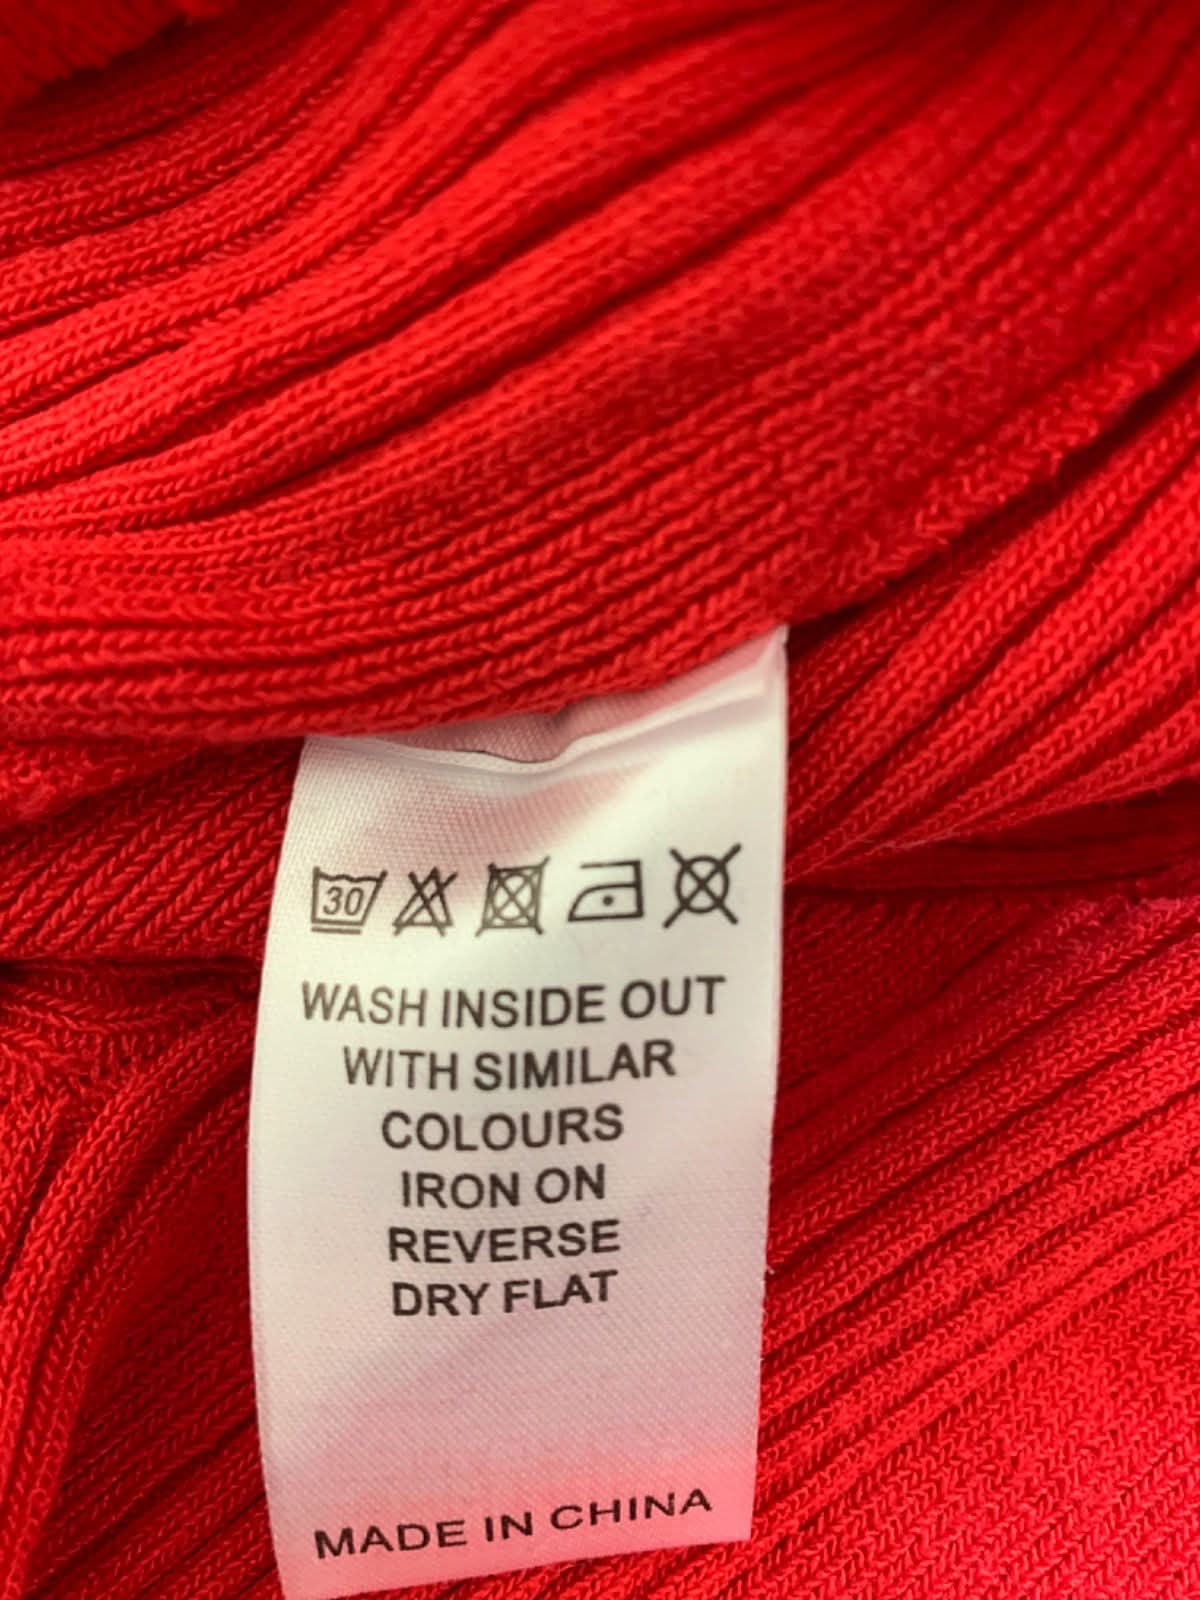 30
WASH INSIDE OUT
WITH SIMILAR
COLOURS
IRON ON
REVERSE
DRY FLAT
MADE IN CHINA